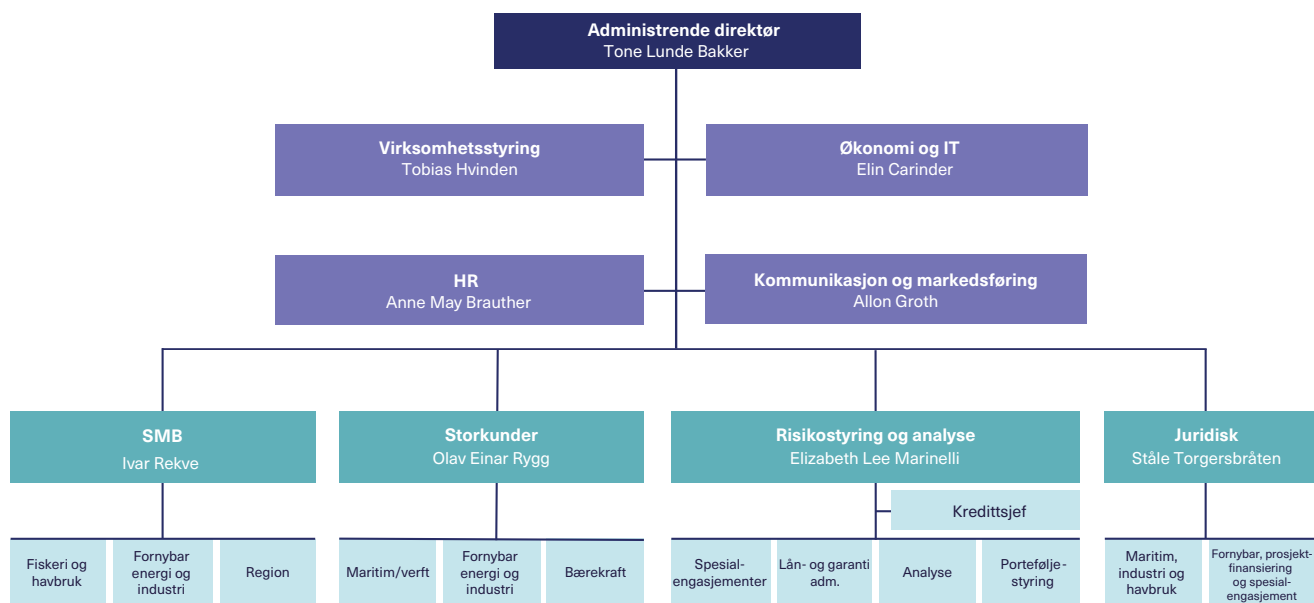 Administrende direktør
Tone Lunde Bakker
Virksomhetsstyring
Tobias Hvinden
Økonomi og IT
Elin Carinder
HR
Anne May Brauther
Kommunikasjon og markedsføring
Allon Groth
SMB
Ivar Rekve
Storkunder
Olav Einar Rygg
Risikostyring og analyse
Elizabeth Lee Marinelli
Juridisk
Ståle Torgersbråten
Kredittsjef
Fiskeri og
havbruk
Fornybar
energi og
industri
Region
Maritim/verft
Fornybar
energi og
industri
Bærekraft
Spesial-
engasjementer
Lån- og garanti
adm.
Analyse
Portefølje-
styring
Maritim,
industri og
havbruk
Fornybar, prosjekt-
finansiering
og spesial-
engasjement